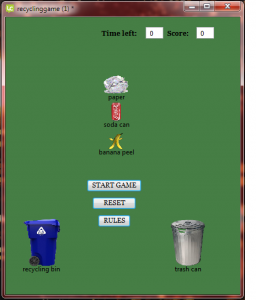 recyclinggame (1) *
Time left: 0 Score: 0
paper
soda can
banana peel
START GAME
RESET
RULES
recycling bin trash can